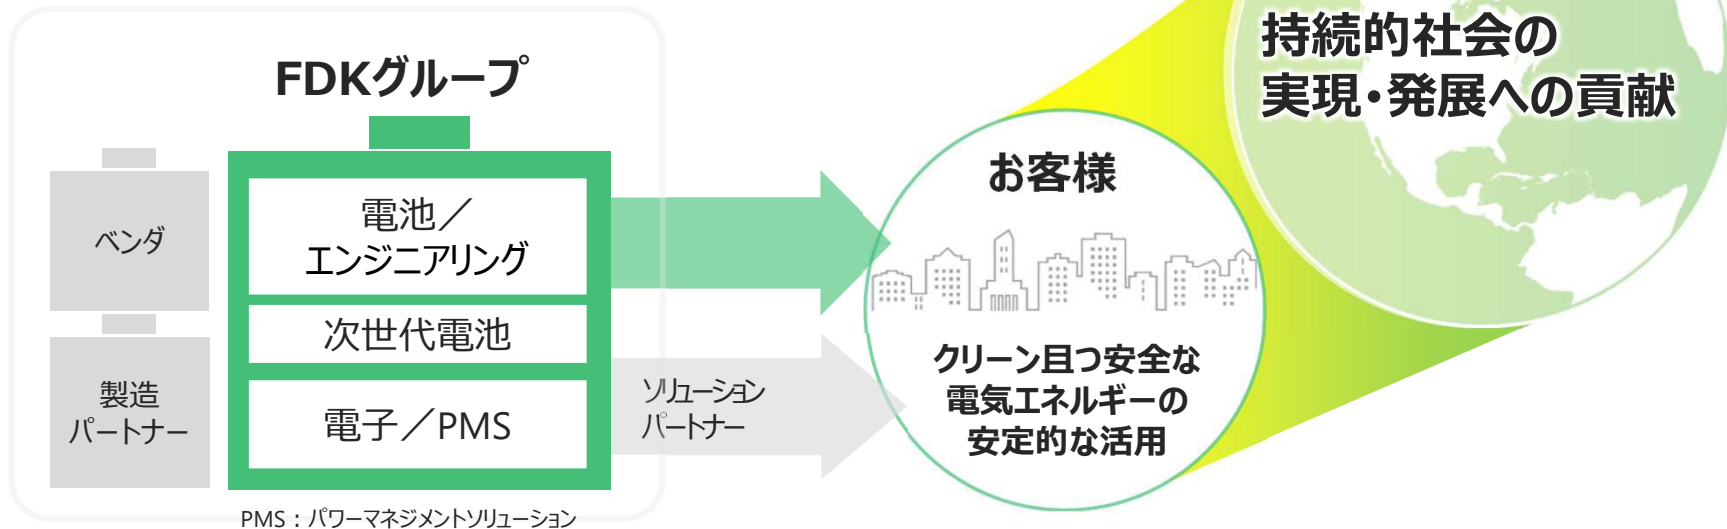 持続的社会の
実現・発展への貢献
FDKグループ
お客様
ベンダ
電池／
エンジニアリング
次世代電池
クリーン且つ安全な
電気エネルギーの
安定的な活用
製造
パートナー
電子／PMS
ソリューション
パートナー
PMS：パワーマネジメントソリューション